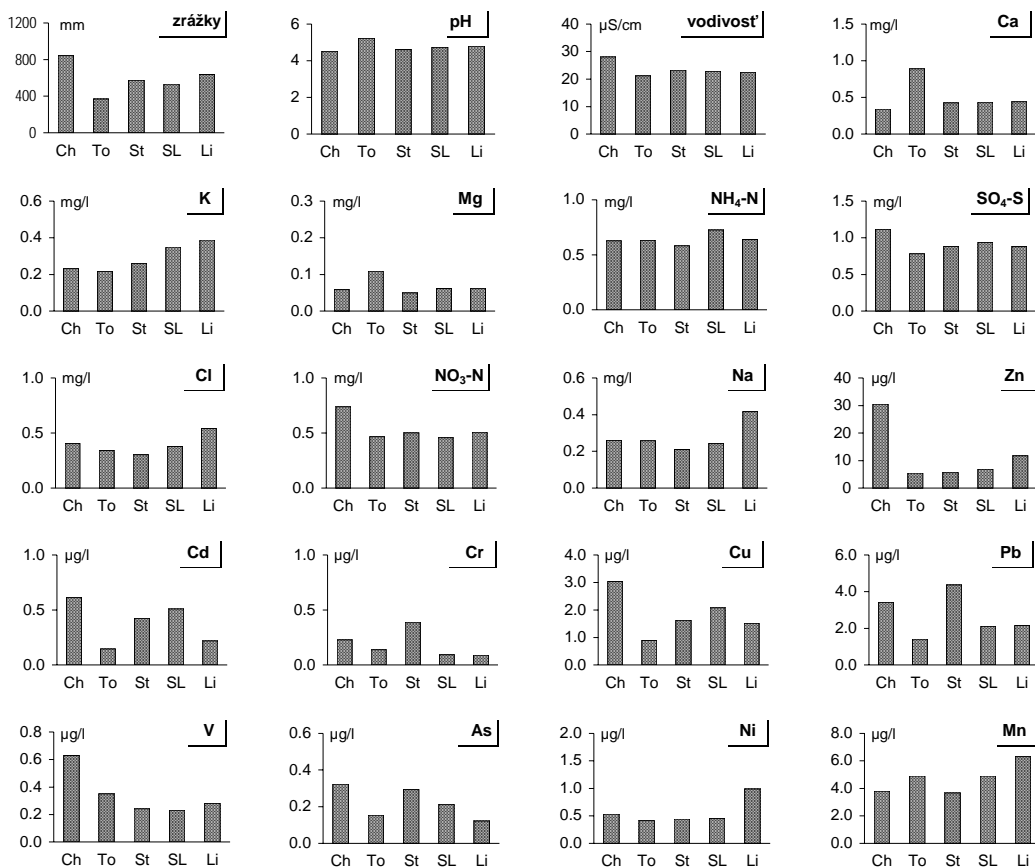 1200 mm zrážky
800
400
0
Ch To St SL Li
6 pH
4
2
0
Ch To St SL Li
40 µS/cm vodivosť
30
20
10
0
Ch To St SL Li
1.5 mg/l Ca
1.0
0.5
0.0
Ch To St SL Li
0.6 mg/l K
0.4
0.2
0.0
Ch To St SL Li
0.3 mg/l Mg
0.2
0.1
0.0
Ch To St SL Li
1.0 mg/l NH₄-N
0.5
0.0
Ch To St SL Li
1.5 mg/l SO₄-S
1.0
0.5
0.0
Ch To St SL Li
1.0 mg/l Cl
0.5
0.0
Ch To St SL Li
1.0 mg/l NO₃-N
0.5
0.0
Ch To St SL Li
0.6 mg/l Na
0.4
0.2
0.0
Ch To St SL Li
40 µg/l Zn
30
20
10
0
Ch To St SL Li
1.0 µg/l Cd
0.5
0.0
Ch To St SL Li
1.0 µg/l Cr
0.5
0.0
Ch To St SL Li
4.0 µg/l Cu
3.0
2.0
1.0
0.0
Ch To St SL Li
6.0 µg/l Pb
4.0
2.0
0.0
Ch To St SL Li
0.8 µg/l V
0.6
0.4
0.2
0.0
Ch To St SL Li
0.6 µg/l As
0.4
0.2
0.0
Ch To St SL Li
2.0 µg/l Ni
1.5
1.0
0.5
0.0
Ch To St SL Li
8.0 µg/l Mn
6.0
4.0
2.0
0.0
Ch To St SL Li